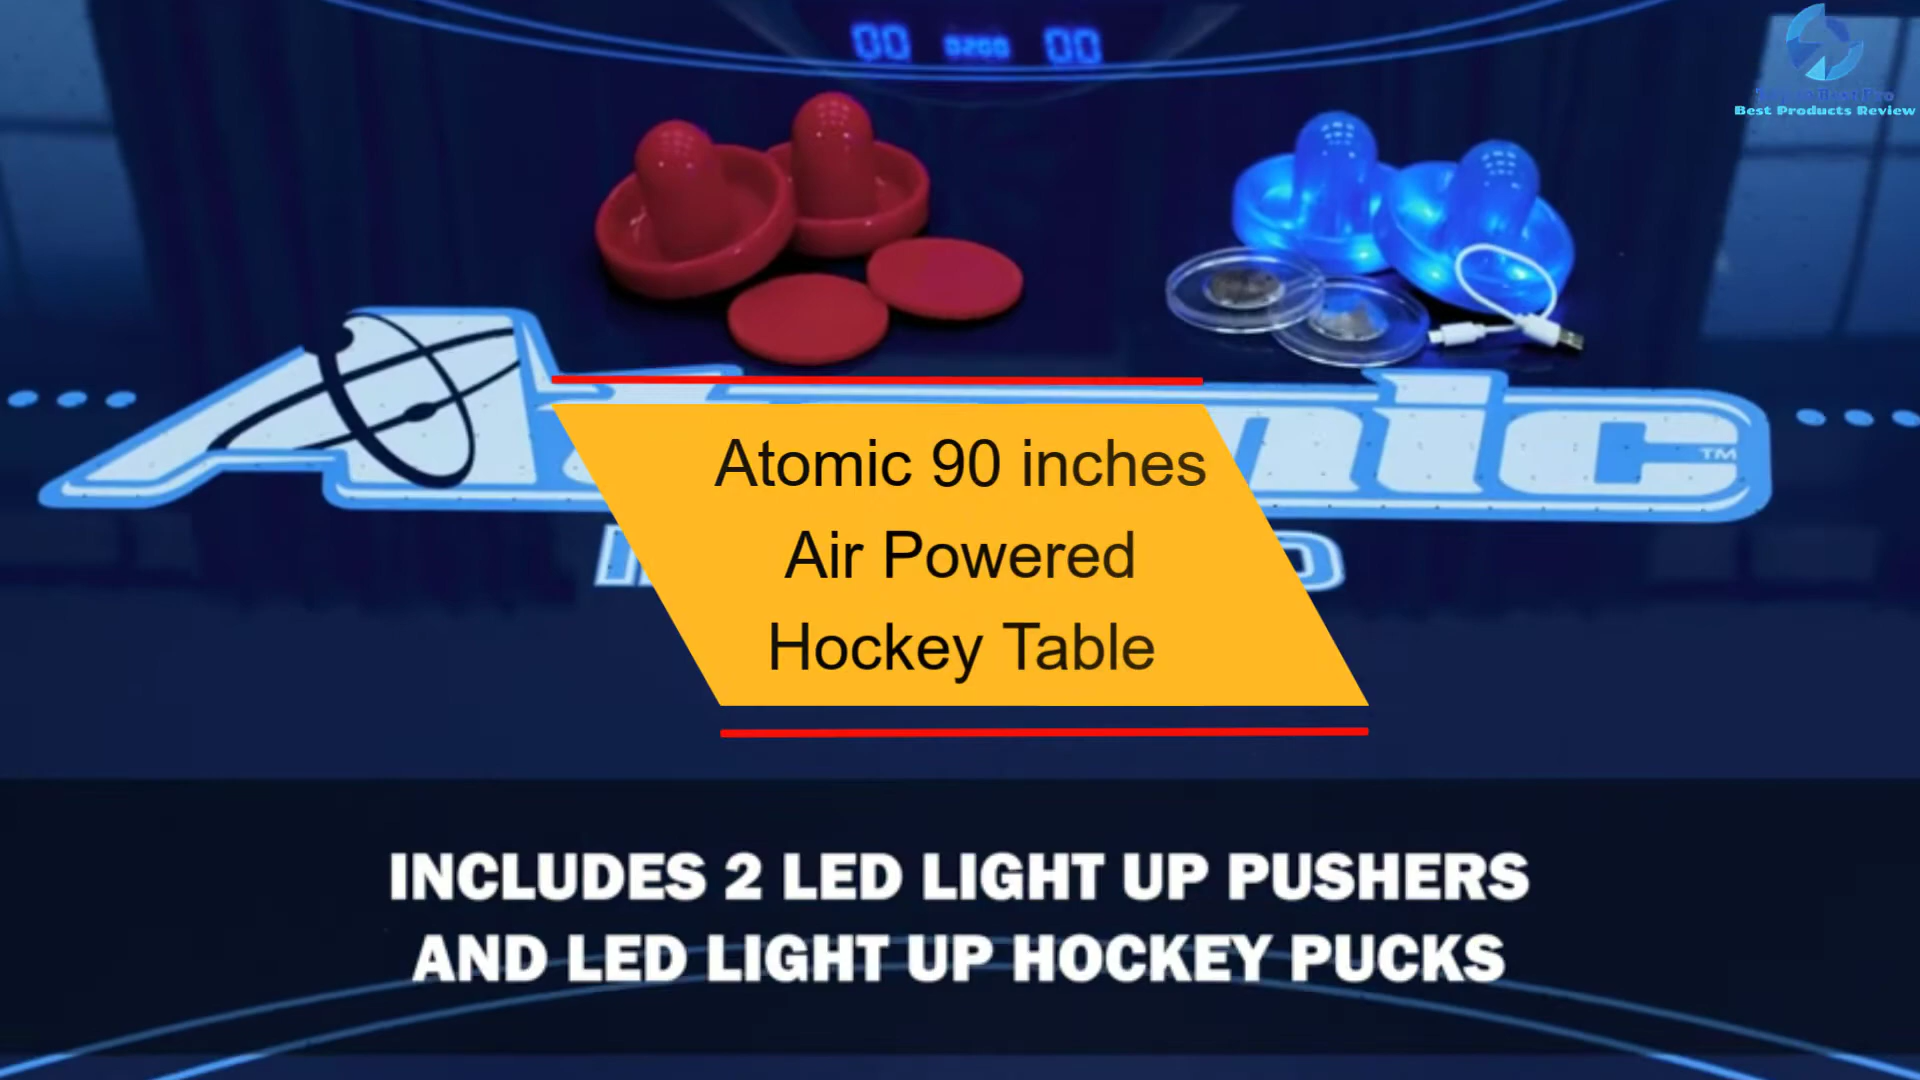 00 0200 00
Best Products Review
Atomic 90 inches
Air Powered
Hockey Table
TM
INCLUDES 2 LED LIGHT UP PUSHERS
AND LED LIGHT UP HOCKEY PUCKS